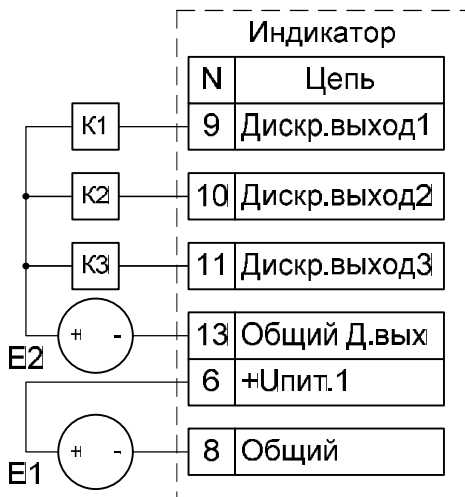 Индикатор
N Цепь
К1 9 Дискр.выход1
К2 10 Дискр.выход2
К3 11 Дискр.выход3
+ - 13 Общий Д.вых
E2
6 +Uпит.1
+ - 8 Общий
E1